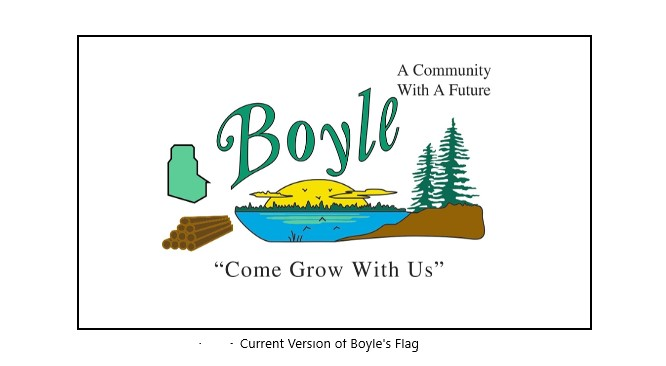 A Community
With A Future
Boyle
“Come Grow With Us”
Current Version of Boyle's Flag